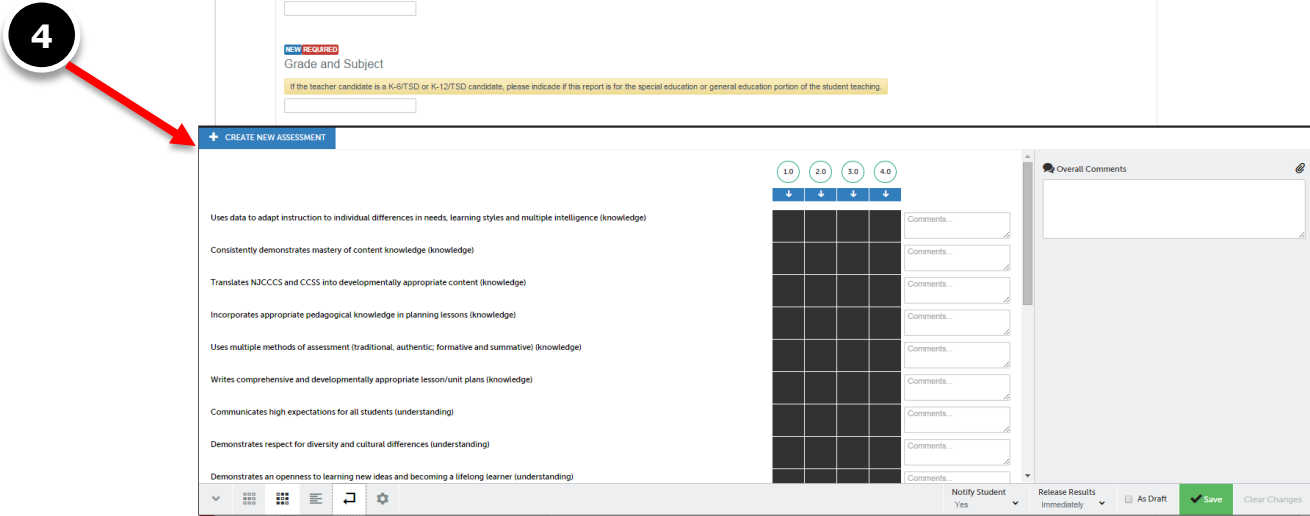 4
NEW REQUIRED
Grade and Subject
If the teacher candidate is a K-6/TSD or K-12/TSD candidate, please indicade if this report is for the special education or general education portion of the student teaching.
CREATE NEW ASSESSMENT
1.0 2.0 3.0 4.0
Overall Comments
Uses data to adapt instruction to individual differences in needs, learning styles and multiple intelligence (knowledge)
Comments...
Consistently demonstrates mastery of content knowledge (knowledge)
Comments...
Translates NJCCCS and CCSS into developmentally appropriate content (knowledge)
Comments...
Incorporates appropriate pedagogical knowledge in planning lessons (knowledge)
Comments...
Uses multiple methods of assessment (traditional, authentic; formative and summative) (knowledge)
Comments...
Writes comprehensive and developmentally appropriate lesson/unit plans (knowledge)
Comments...
Communicates high expectations for all students (understanding)
Comments...
Demonstrates respect for diversity and cultural differences (understanding)
Comments...
Demonstrates an openness to learning new ideas and becoming a lifelong learner (understanding)
Comments...
Notify Student
Yes
Release Results
Immediately
As Draft
Save
Clear Changes